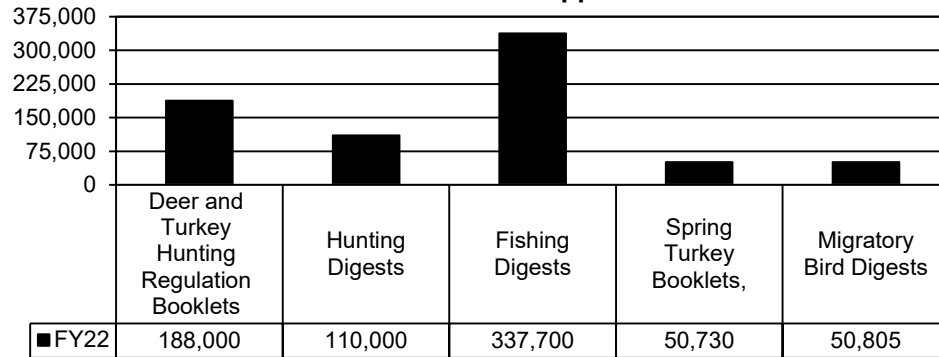 375,000
300,000
225,000
150,000
75,000
0
Deer and
Turkey
Hunting
Regulation
Booklets
Hunting
Digests
Fishing
Digests
Spring
Turkey
Booklets,
Migratory
Bird Digests
FY22 188,000 110,000 337,700 50,730 50,805